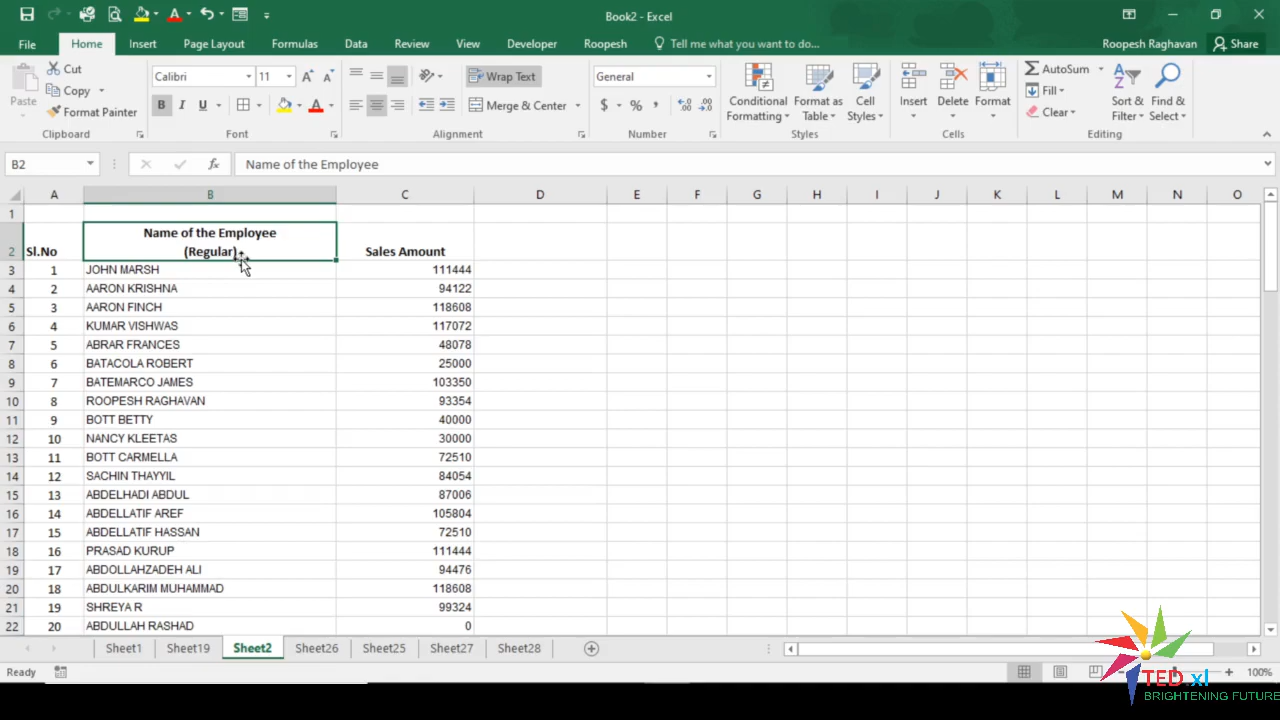 Book2 - Excel
File Home Insert Page Layout Formulas Data Review View Developer Roopesh Tell me what you want to do... Roopesh Raghavan Share
Paste
Cut
Copy
Format Painter
Clipboard
Calibri 11
B I U
Font
Wrap Text
Merge & Center
Alignment
General
$ % ,
Number
Conditional Formatting
Format as Table
Cell Styles
Styles
Insert Delete Format
Cells
AutoSum
Fill
Clear
Sort & Filter
Find & Select
Editing
B2 fx Name of the Employee
A B C D E F G H I J K L M N O
1
2 Sl.No Name of the Employee (Regular) Sales Amount
3 1 JOHN MARSH 111444
4 2 AARON KRISHNA 94122
5 3 AARON FINCH 118608
6 4 KUMAR VISHWAS 117072
7 5 ABRAR FRANCES 48078
8 6 BATACOLA ROBERT 25000
9 7 BATEMARCO JAMES 103350
10 8 ROOPESH RAGHAVAN 93354
11 9 BOTT BETTY 40000
12 10 NANCY KLEETAS 30000
13 11 BOTT CARMELLA 72510
14 12 SACHIN THAYYIL 84054
15 13 ABDELHADI ABDUL 87006
16 14 ABDELLATIF AREF 105804
17 15 ABDELLATIF HASSAN 72510
18 16 PRASAD KURUP 111444
19 17 ABDOLLAHZADEH ALI 94476
20 18 ABDULKARIM MUHAMMAD 118608
21 19 SHREYA R 99324
22 20 ABDULLAH RASHAD 0
Sheet1 Sheet19 Sheet2 Sheet26 Sheet25 Sheet27 Sheet28
Ready 100%
TED.xl
BRIGHTENING FUTURE